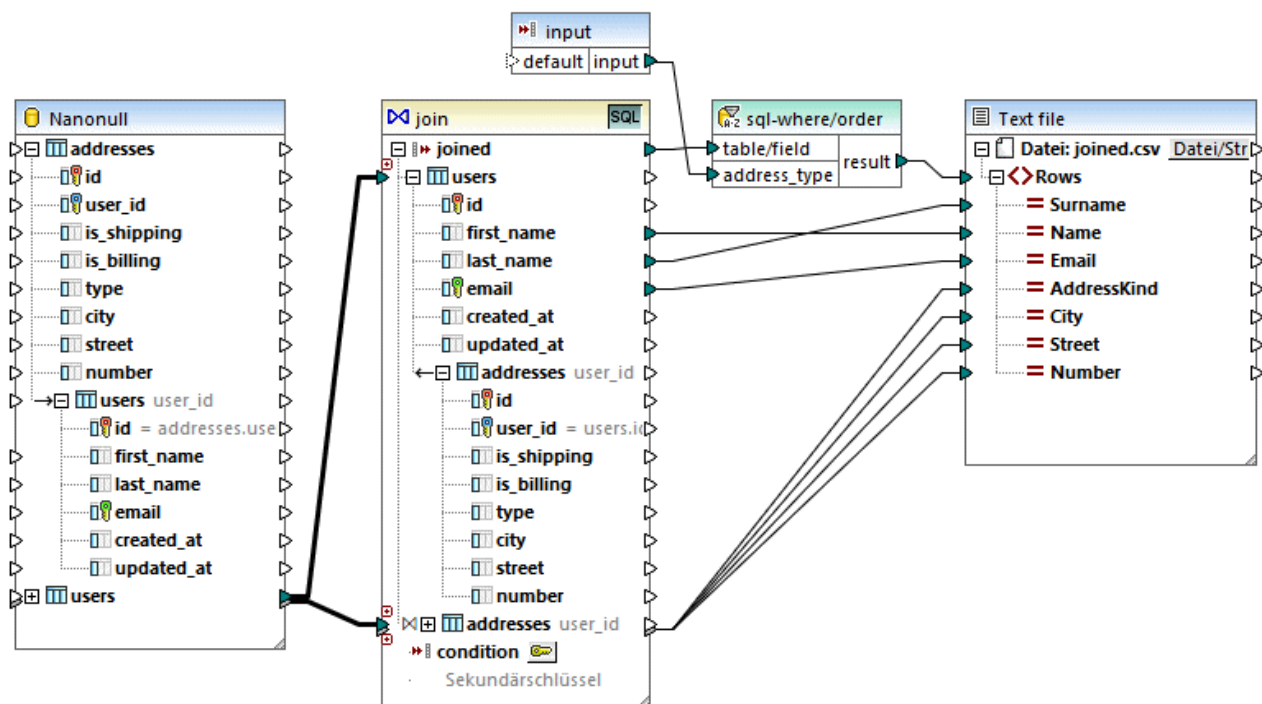 input
default input
Nanonull
addresses
id
user_id
is_shipping
is_billing
type
city
street
number
users user_id
id = addresses.use
first_name
last_name
email
created_at
updated_at
users
join SQL
joined
users
id
first_name
last_name
email
created_at
updated_at
addresses user_id
id
user_id = users.id
is_shipping
is_billing
type
city
street
number
addresses user_id
condition
Sekundärschlüssel
A-Z sql-where/order
table/field
result
address_type
Text file
Datei: joined.csv Datei/Str
Rows
Surname
Name
Email
AddressKind
City
Street
Number